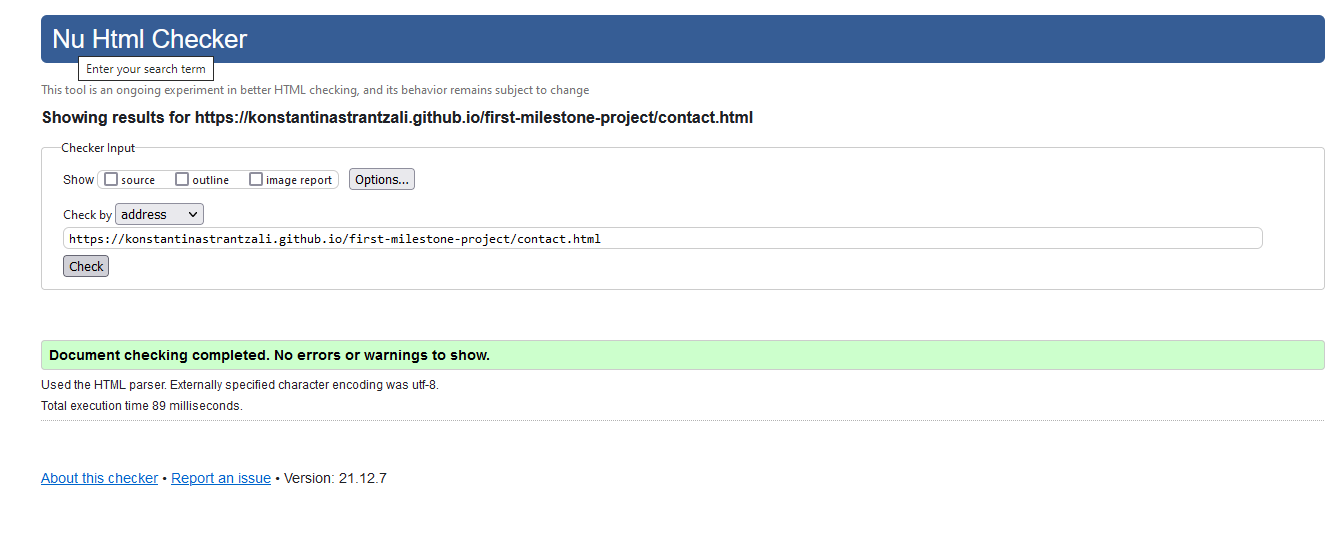 Nu Html Checker
Enter your search term
This tool is an ongoing experiment in better HTML checking, and its behavior remains subject to change
Showing results for https://konstantinastrantzali.github.io/first-milestone-project/contact.html
Checker Input
Show source outline image report Options...
Check by address
https://konstantinastrantzali.github.io/first-milestone-project/contact.html
Check
Document checking completed. No errors or warnings to show.
Used the HTML parser. Externally specified character encoding was utf-8.
Total execution time 89 milliseconds.
About this checker • Report an issue • Version: 21.12.7